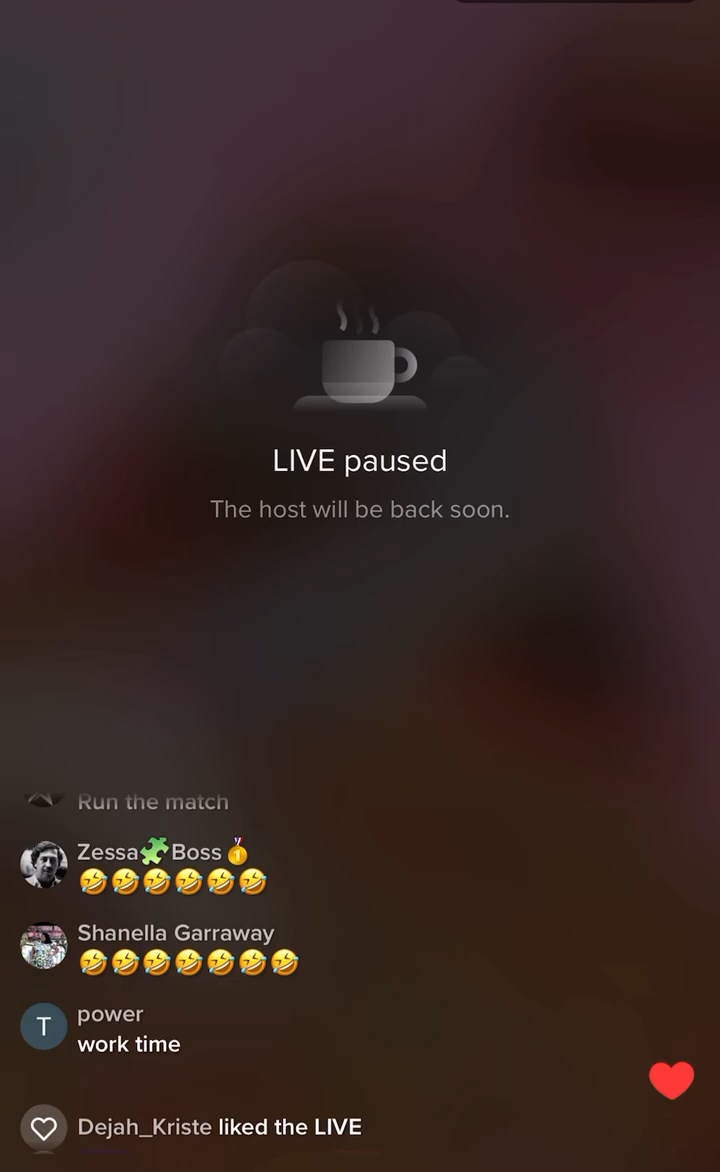 LIVE paused
The host will be back soon.
Run the match
Zessa🧩Boss🥇
🤣🤣🤣🤣🤣🤣
Shanella Garraway
🤣🤣🤣🤣🤣🤣🤣
T
power
work time
Dejah_Kriste liked the LIVE